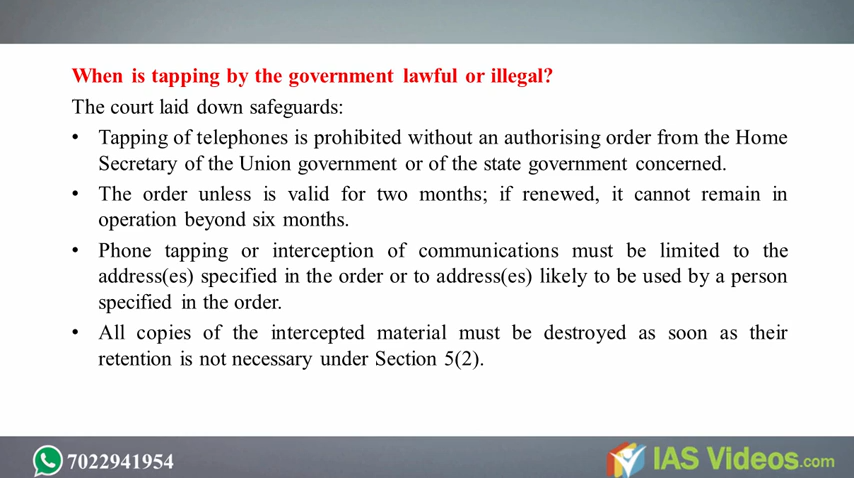 When is tapping by the government lawful or illegal?
The court laid down safeguards:
• Tapping of telephones is prohibited without an authorising order from the Home
Secretary of the Union government or of the state government concerned.
• The order unless is valid for two months; if renewed, it cannot remain in
operation beyond six months.
• Phone tapping or interception of communications must be limited to the
address(es) specified in the order or to address(es) likely to be used by a person
specified in the order.
• All copies of the intercepted material must be destroyed as soon as their
retention is not necessary under Section 5(2).
7022941954
IAS Videos.com